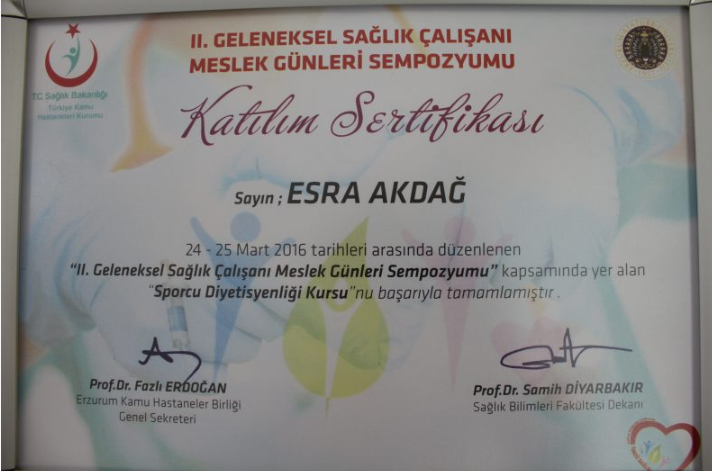 II. GELENEKSEL SAĞLIK ÇALIŞANI
MESLEK GÜNLERİ SEMPOZYUMU
TC Sağlık Bakanlığı
Türkiye Kamu
Hastaneleri Kurumu
Katılım Sertifikası
Sayın ; ESRA AKDAĞ
24 - 25 Mart 2016 tarihleri arasında düzenlenen
“II. Geleneksel Sağlık Çalışanı Meslek Günleri Sempozyumu” kapsamında yer alan
“Sporcu Diyetisyenliği Kursu”nu başarıyla tamamlamıştır .
Prof.Dr. Fazlı ERDOĞAN
Erzurum Kamu Hastaneler Birliği
Genel Sekreteri
Prof.Dr. Samih DİYARBAKIR
Sağlık Bilimleri Fakültesi Dekanı